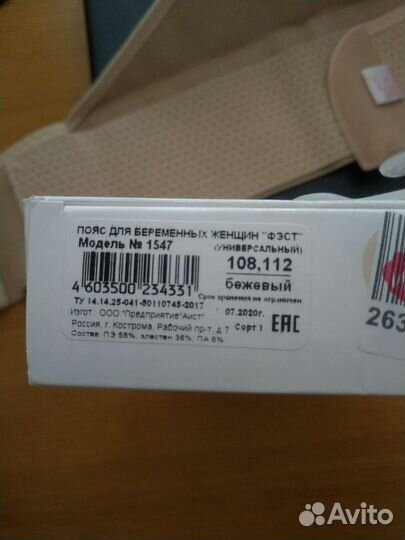 ПОЯС ДЛЯ БЕРЕМЕННЫХ ЖЕНЩИН "ФЭСТ"
Модель № 1547 (УНИВЕРСАЛЬНЫЙ)
108,112
бежевый
4 603500 234331
Срок хранения не ограничен
ТУ 14.14.25-041-50110745-2017
Изгот.: ООО "Предприятие"Аист" 07.2020г.
Россия, г. Кострома, Рабочий пр-т, д 7 Сорт 1 EAC
Состав: ПЭ 58%, эластан 36%, ПА 6%
263
Avito